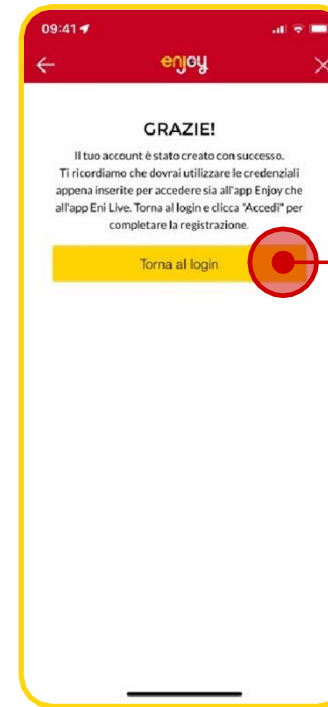 09:41
enjoy
GRAZIE!
Il tuo account è stato creato con successo.
Ti ricordiamo che dovrai utilizzare le credenziali
appena inserite per accedere sia all'app Enjoy che
all'app Eni Live. Torna al login e clicca "Accedi" per
completare la registrazione.
Torna al login